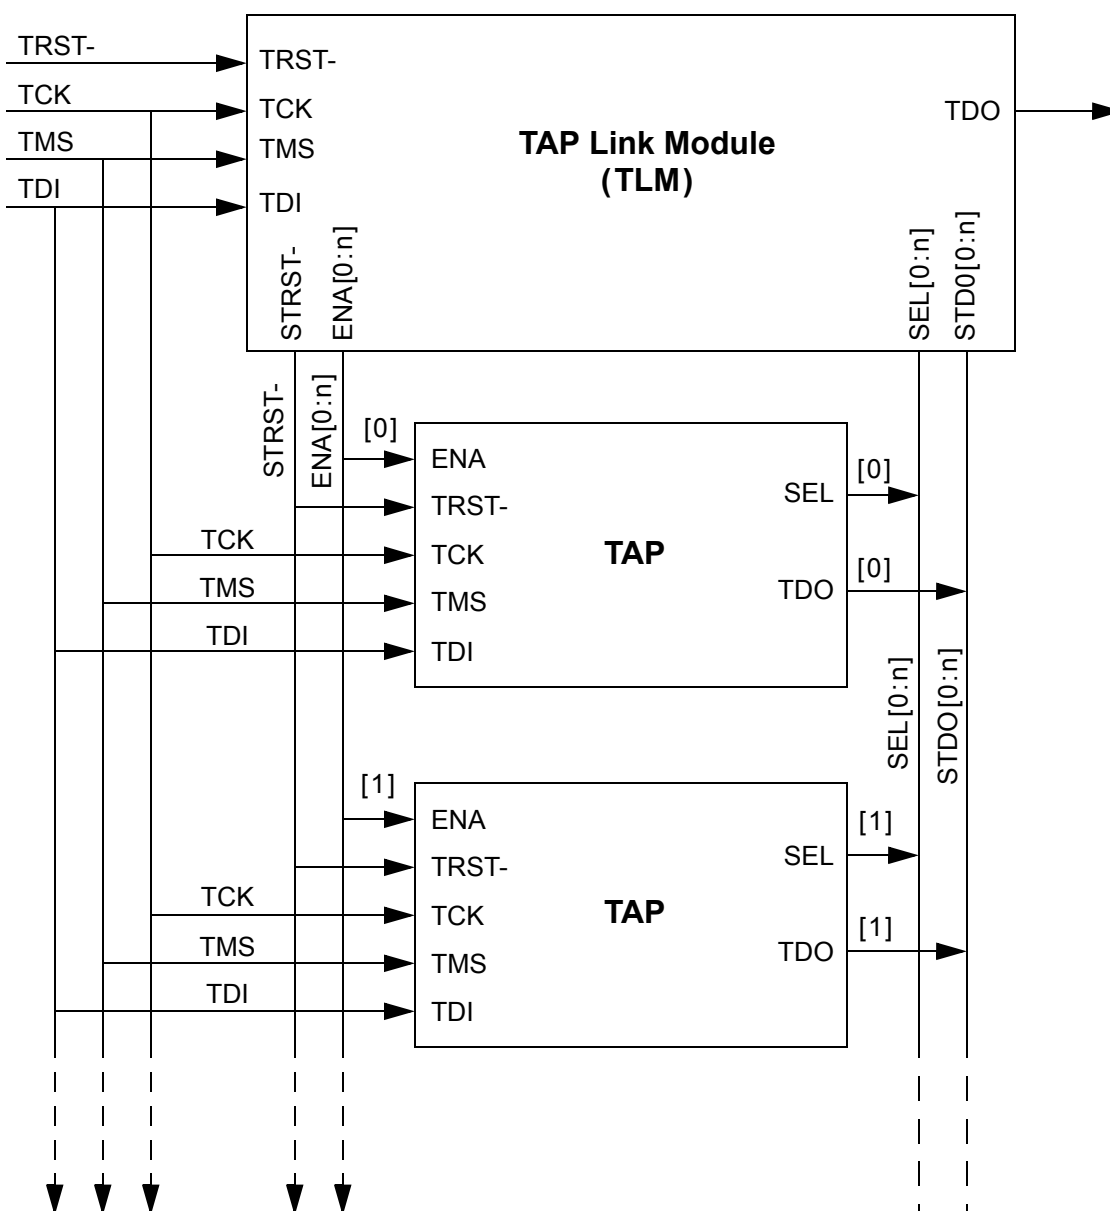 TRST-
TRST-
TCK
TCK
TDO
TMS
TMS
TAP Link Module
(TLM)
TDI
TDI
STRST-
ENA[0:n]
SEL[0:n]
STD0[0:n]
STRST-
ENA[0:n]
[0]
ENA
[0]
SEL
TRST-
TCK
TCK
TAP
[0]
TMS
TMS
TDO
TDI
TDI
SEL[0:n]
STDO[0:n]
[1]
ENA
[1]
SEL
TRST-
TCK
TCK
TAP
[1]
TMS
TMS
TDO
TDI
TDI